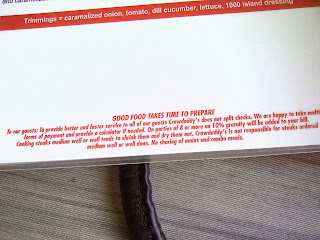 Trimmings = caramalized onion, tomato, dill cucumber, lettuce, 1000 island dressing
GOOD FOOD TAKES TIME TO PREPARE
To our guests: To provide better and faster service to all of our guests Crawdaddy's does not split checks. We are happy to take multi
forms of payment and provide a calculator if needed. On parties of 8 or more an 18% gratuity will be added to your bill.
Cooking steaks medium well or well tends to shrink them and dry them out. Crawdaddy's is not responsible for steaks ordered
medium well or well done. No sharing of mains and combo meals.